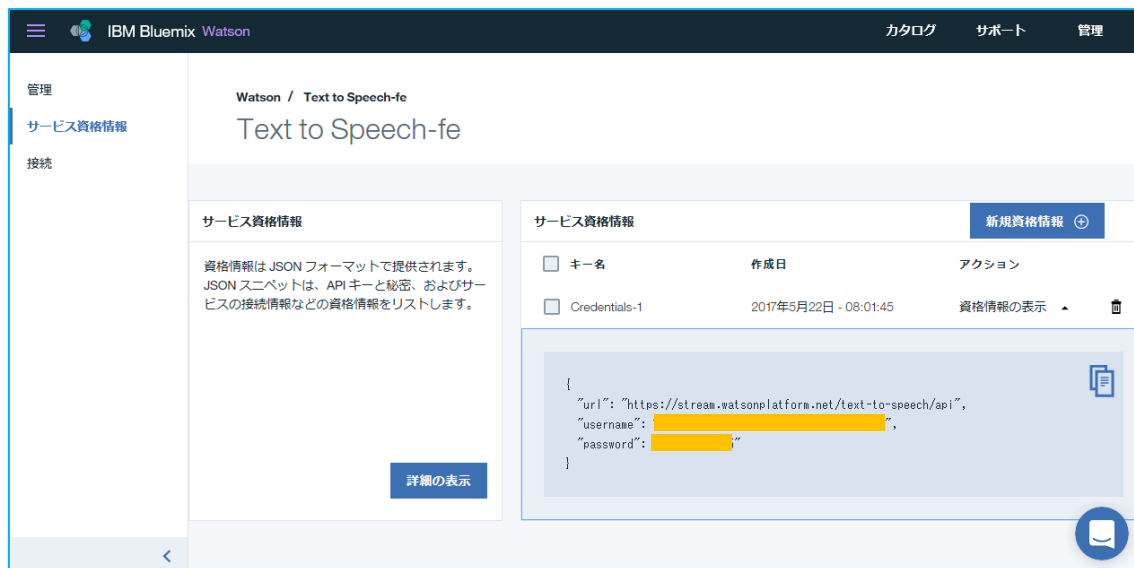 IBM Bluemix Watson
カタログ
サポート
管理
管理
サービス資格情報
接続
Watson / Text to Speech-fe
Text to Speech-fe
サービス資格情報
資格情報は JSON フォーマットで提供されます。
JSON スニペットは、API キーと秘密、およびサー
ビスの接続情報などの資格情報をリストします。
詳細の表示
サービス資格情報
新規資格情報
キー名 作成日 アクション
Credentials-1 2017年5月22日 - 08:01:45 資格情報の表示
{
"url": "https://stream.watsonplatform.net/text-to-speech/api",
"username": ",
"password": "
}